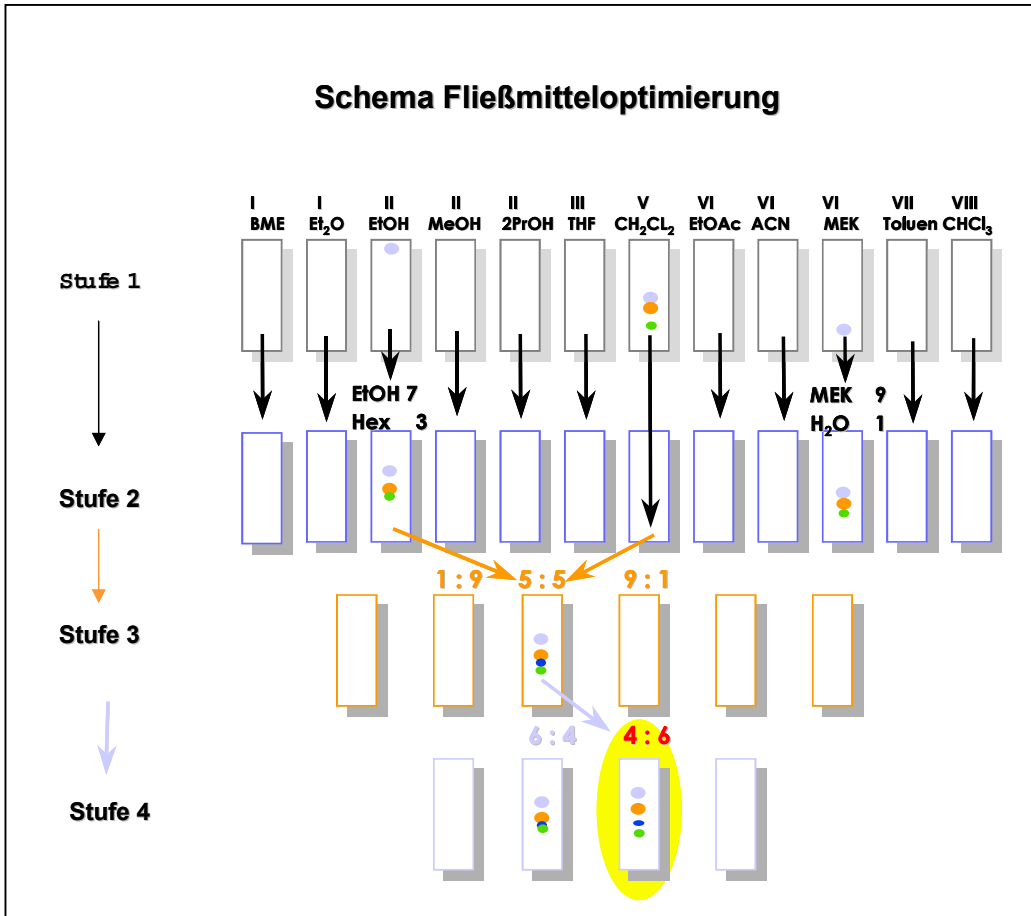 Schema Fließmitteloptimierung
I I II II II III V VI VI VI VII VIII
BME Et₂O EtOH MeOH 2PrOH THF CH₂CL₂ EtOAc ACN MEK Toluen CHCl₃
Stufe 1
EtOH 7 MEK 9
Hex 3 H₂O 1
Stufe 2
1 : 9 5 : 5 9 : 1
Stufe 3
6 : 4 4 : 6
Stufe 4